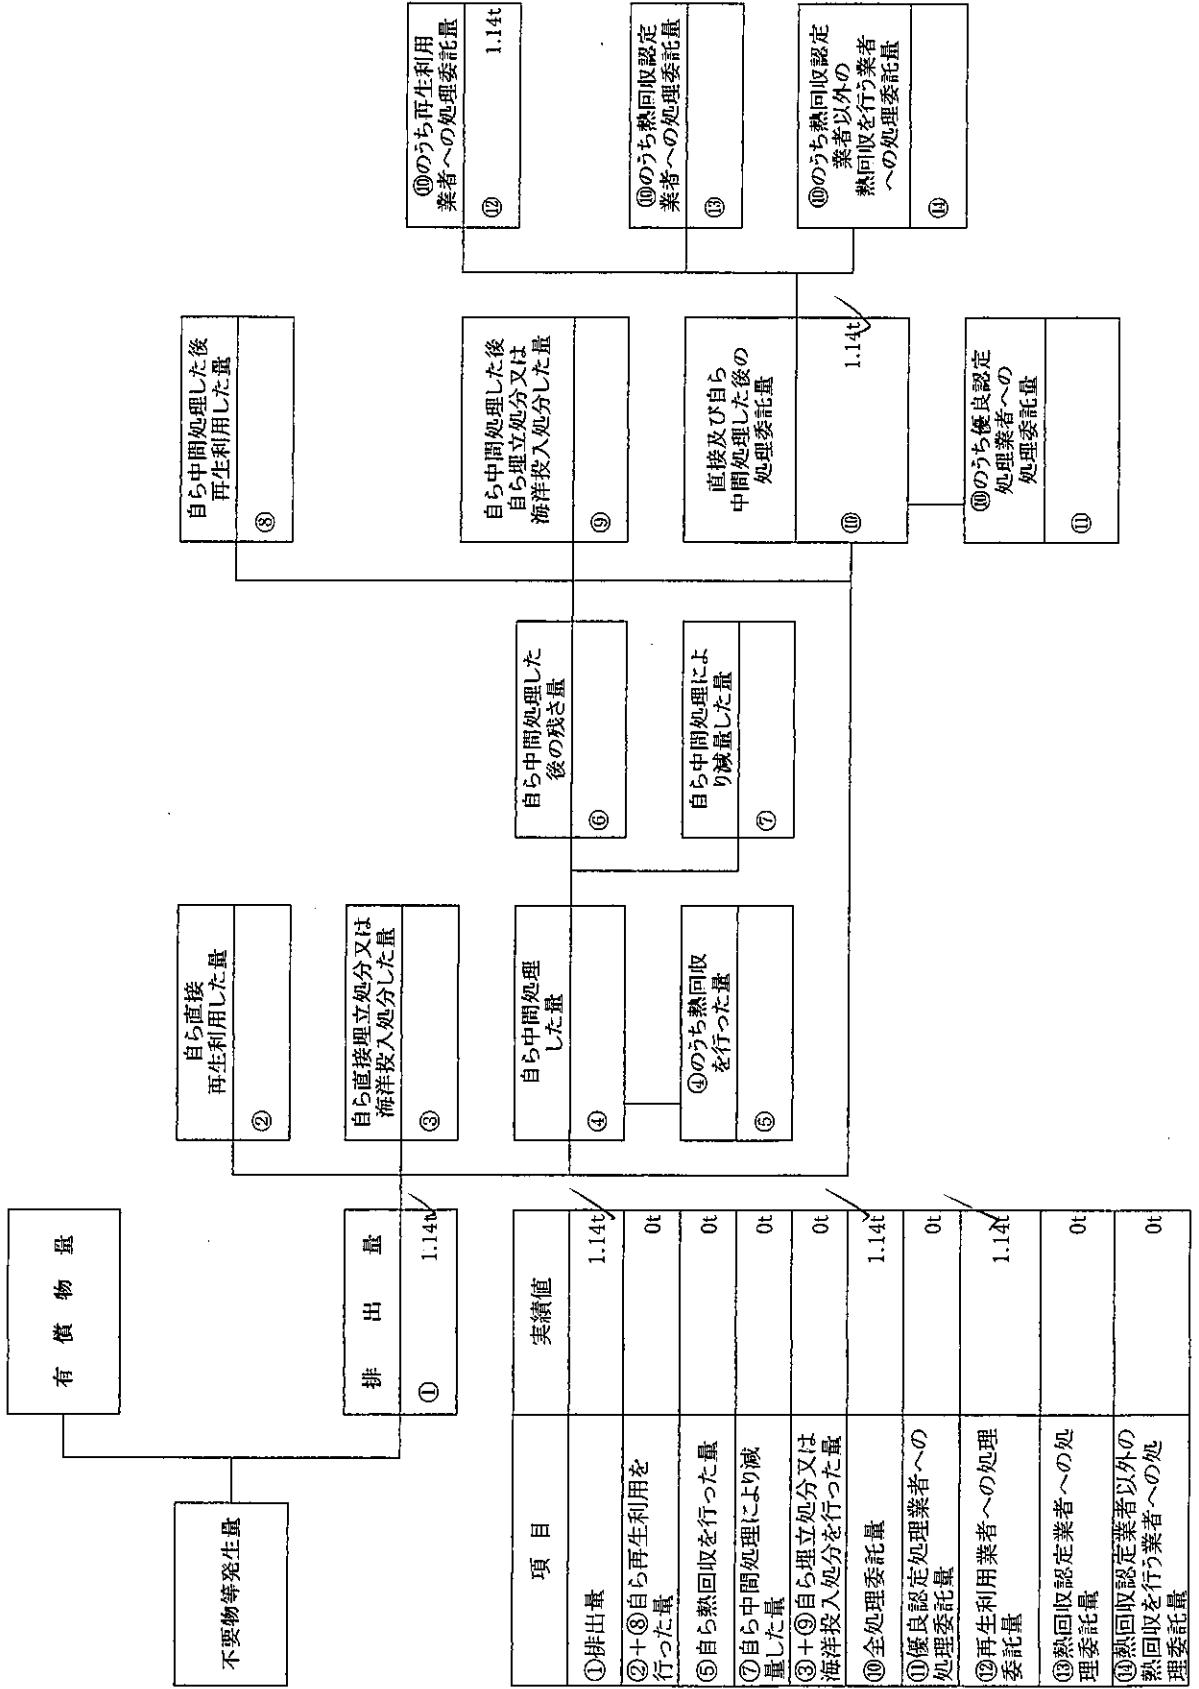 不要物等発生量
有 償 物 量
排 出 量
① 1.14t
自ら直接
再生利用した量
②
自ら直接埋立処分又は
海洋投入処分した量
③
自ら中間処理
した量
④
④のうち熱回収
を行った量
⑤
自ら中間処理した
後の残さ量
⑥
自ら中間処理によ
り減量した量
⑦
自ら中間処理した後
再生利用した量
⑧
自ら中間処理した後
自ら埋立処分又は
海洋投入処分した量
⑨
直接及び自ら
中間処理した後の
処理委託量
⑩ 1.14t
⑩のうち優良認定
処理業者への
処理委託量
⑪
⑩のうち再生利用
業者への処理委託量
⑫ 1.14t
⑩のうち熱回収認定
業者への処理委託量
⑬
⑩のうち熱回収認定
業者以外の
熱回収を行う業者
への処理委託量
⑭
項 目 実績値
①排出量 1.14t
②+⑧自ら再生利用を
行った量 0t
⑤自ら熱回収を行った量 0t
⑦自ら中間処理により減
量した量 0t
③+⑨自ら埋立処分又は
海洋投入処分を行った量 0t
⑩全処理委託量 1.14t
⑪優良認定処理業者への
処理委託量 0t
⑫再生利用業者への処理
委託量 1.14t
⑬熱回収認定業者への処
理委託量 0t
⑭熱回収認定業者以外の
熱回収を行う業者への処
理委託量 0t